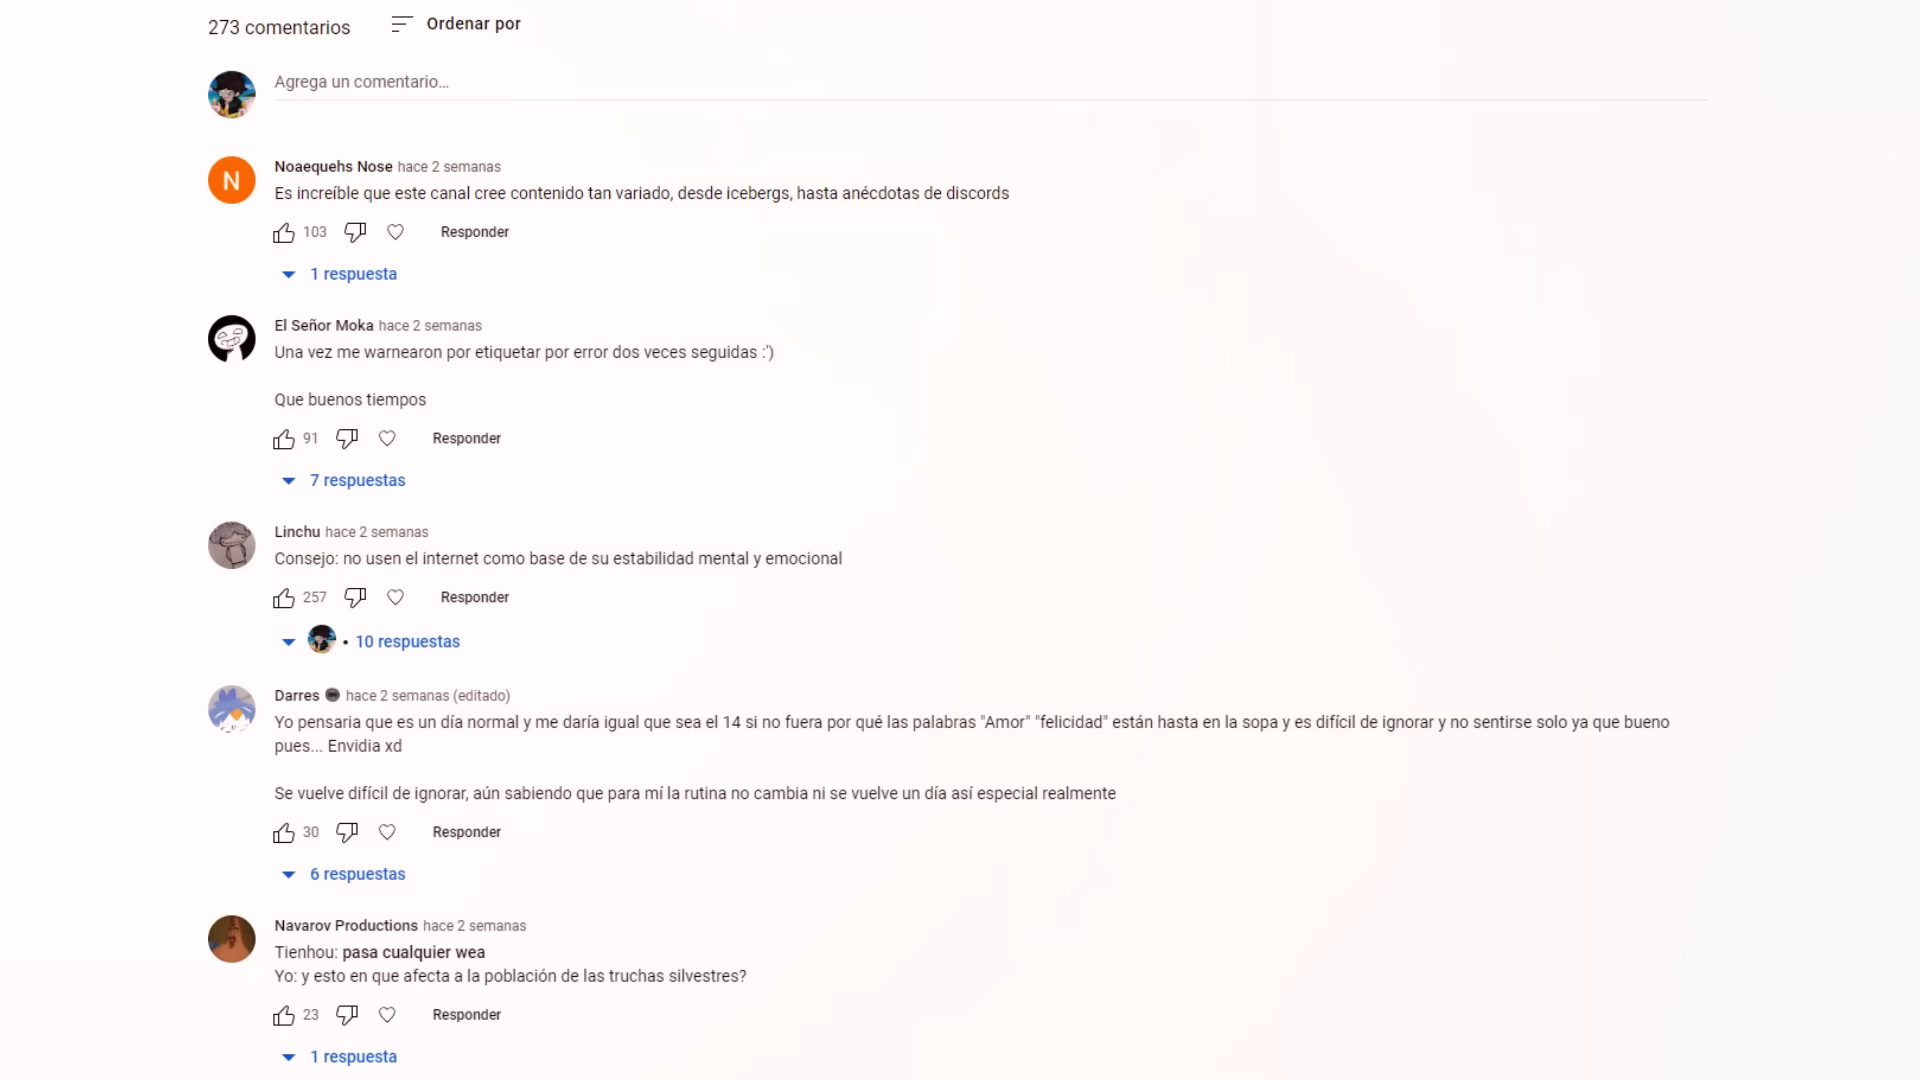 273 comentarios
Ordenar por
Agrega un comentario...
N
Noaequehs Nose hace 2 semanas
Es increíble que este canal cree contenido tan variado, desde icebergs, hasta anécdotas de discords
103
Responder
1 respuesta
El Señor Moka hace 2 semanas
Una vez me warnearon por etiquetar por error dos veces seguidas :')
Que buenos tiempos
91
Responder
7 respuestas
Linchu hace 2 semanas
Consejo: no usen el internet como base de su estabilidad mental y emocional
257
Responder
• 10 respuestas
Darres hace 2 semanas (editado)
Yo pensaria que es un día normal y me daría igual que sea el 14 si no fuera por qué las palabras "Amor" "felicidad" están hasta en la sopa y es difícil de ignorar y no sentirse solo ya que bueno
pues... Envidia xd
Se vuelve difícil de ignorar, aún sabiendo que para mí la rutina no cambia ni se vuelve un día así especial realmente
30
Responder
6 respuestas
Navarov Productions hace 2 semanas
Tienhou: pasa cualquier wea
Yo: y esto en que afecta a la población de las truchas silvestres?
23
Responder
1 respuesta